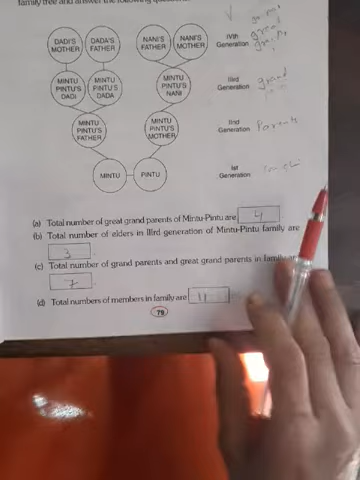 family tree and answer the following
DADI'S MOTHER
DADA'S FATHER
NANI'S FATHER
NANI'S MOTHER
IVth Generation
great
MINTU PINTU'S DADI
MINTU PINTU'S DADA
MINTU PINTU'S NANI
IIIrd Generation
grand
MINTU PINTU'S FATHER
MINTU PINTU'S MOTHER
IInd Generation
Parents
MINTU
PINTU
Ist Generation
(a) Total number of great grand parents of Mintu-Pintu are 4
(b) Total number of elders in IIIrd generation of Mintu-Pintu family are
3
(c) Total number of grand parents and great grand parents in family are
7
(d) Total numbers of members in family are 11
79